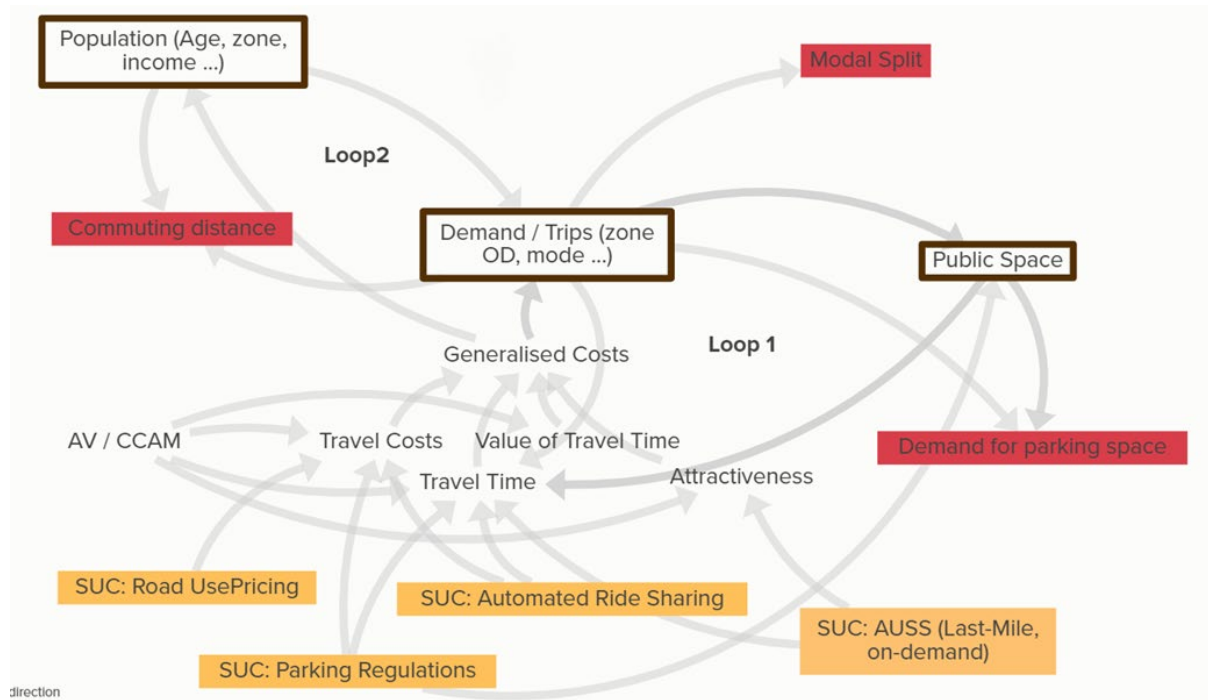 Population (Age, zone,
income ...)
Modal Split
Loop2
Commuting distance
Demand / Trips (zone
OD, mode ...)
Public Space
Loop 1
Generalised Costs
AV / CCAM
Travel Costs
Value of Travel Time
Demand for parking space
Travel Time
Attractiveness
SUC: Road UsePricing
SUC: Automated Ride Sharing
SUC: AUSS (Last-Mile,
on-demand)
SUC: Parking Regulations
direction